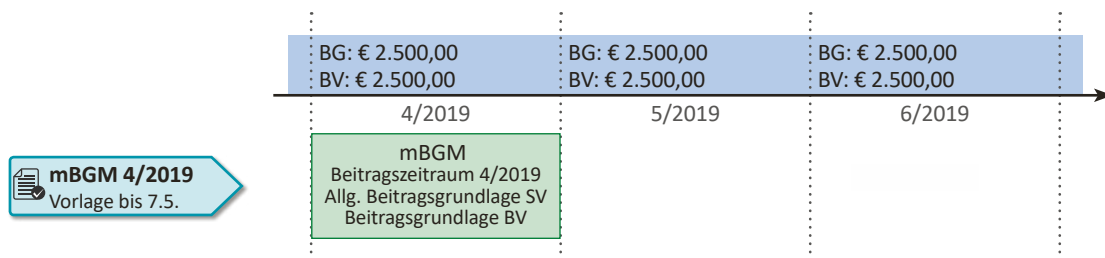 BG: € 2.500,00
BV: € 2.500,00
BG: € 2.500,00
BV: € 2.500,00
BG: € 2.500,00
BV: € 2.500,00
4/2019
5/2019
6/2019
mBGM 4/2019
Vorlage bis 7.5.
mBGM
Beitragszeitraum 4/2019
Allg. Beitragsgrundlage SV
Beitragsgrundlage BV